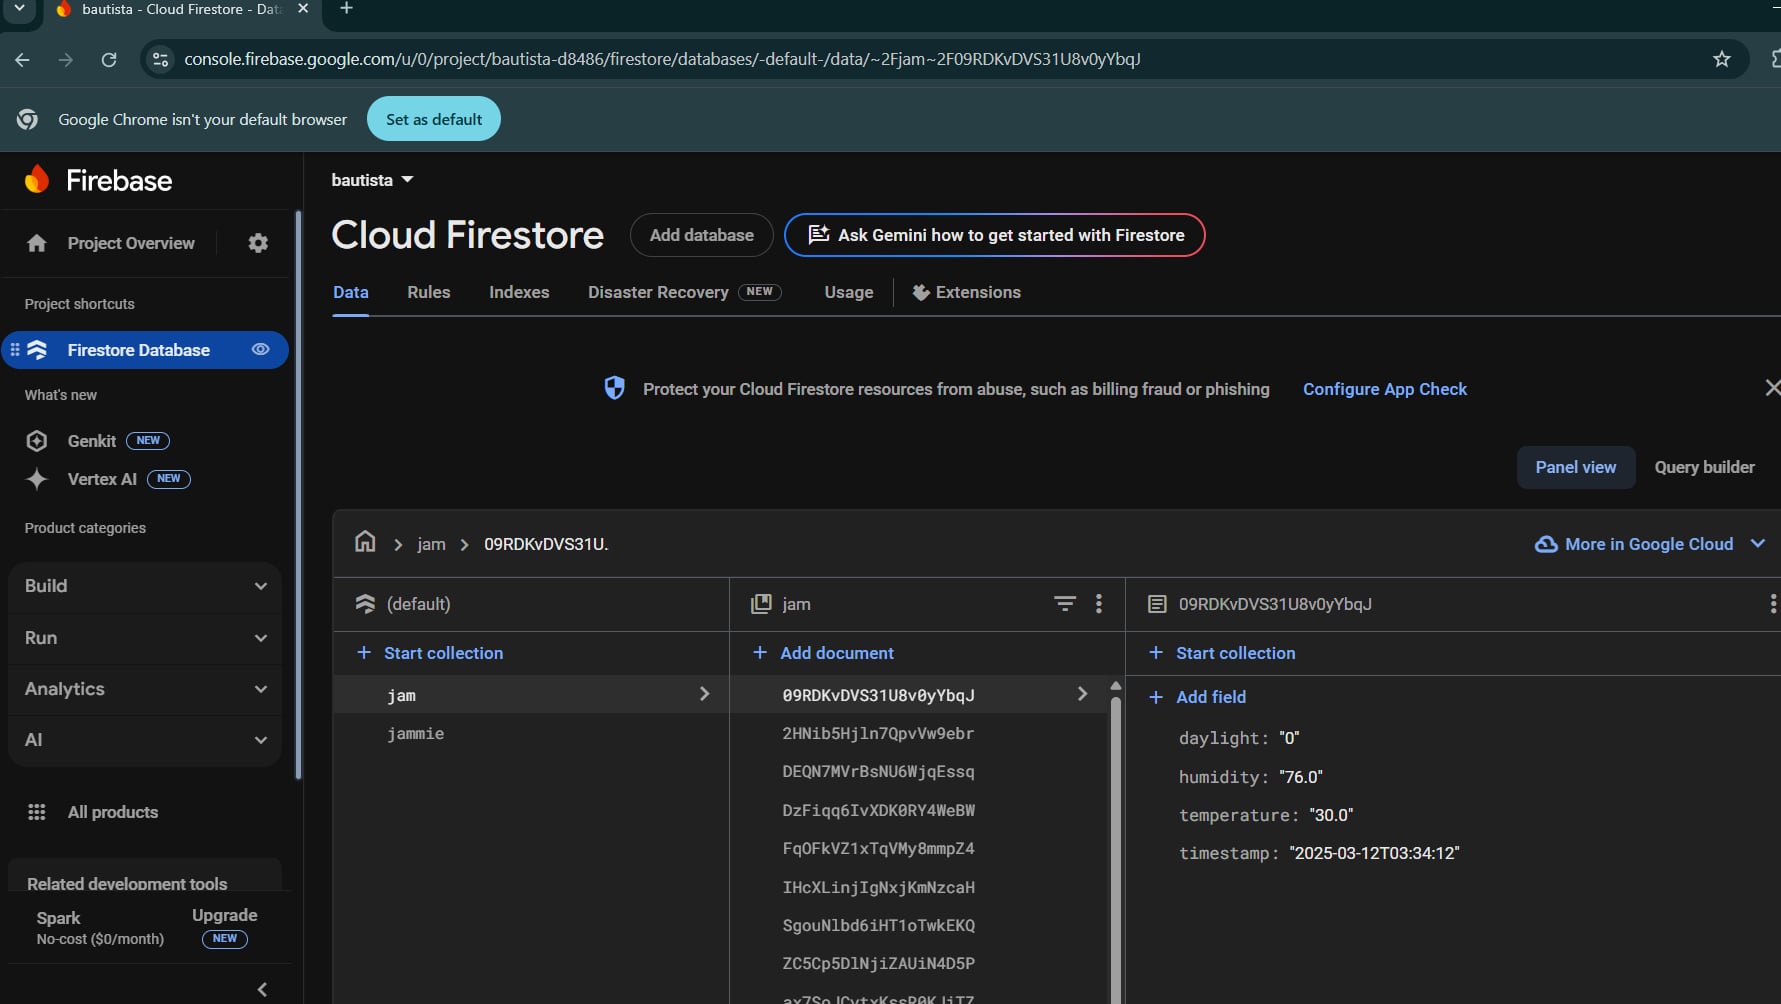 bautista - Cloud Firestore - Dat
console.firebase.google.com/u/0/project/bautista-d8486/firestore/databases/-default-/data/~2Fjam~2F09RDKvDVS31U8v0yYbqJ
Google Chrome isn't your default browser
Set as default
Firebase
Project Overview
Project shortcuts
Firestore Database
What's new
Genkit NEW
Vertex AI NEW
Product categories
Build
Run
Analytics
AI
All products
Related development tools
Spark
No-cost ($0/month)
Upgrade
NEW
bautista
Cloud Firestore
Add database
Ask Gemini how to get started with Firestore
Data Rules Indexes Disaster Recovery NEW Usage Extensions
Protect your Cloud Firestore resources from abuse, such as billing fraud or phishing
Configure App Check
Panel view
Query builder
jam
09RDKvDVS31U.
More in Google Cloud
(default)
Start collection
jam
jammie
jam
Add document
09RDKvDVS31U8v0yYbqJ
2HNib5Hjln7QpvVw9ebr
DEQN7MVrBsNU6WjqEssq
DzFiqq6IvXDK0RY4WeBW
FqOFkVZ1xTqVMy8mmpZ4
IHcXLinjIgNxjKmNzcaH
SgouNlbd6iHT1oTwkEKQ
ZC5Cp5DlNjiZAUiN4D5P
09RDKvDVS31U8v0yYbqJ
Start collection
Add field
daylight: "0"
humidity: "76.0"
temperature: "30.0"
timestamp: "2025-03-12T03:34:12"